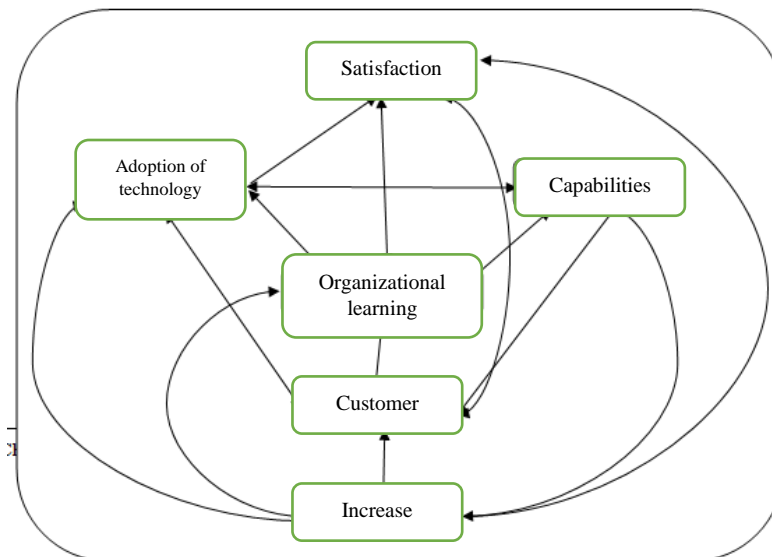 Satisfaction
Adoption of
technology
Capabilities
Organizational
learning
Customer
Increase